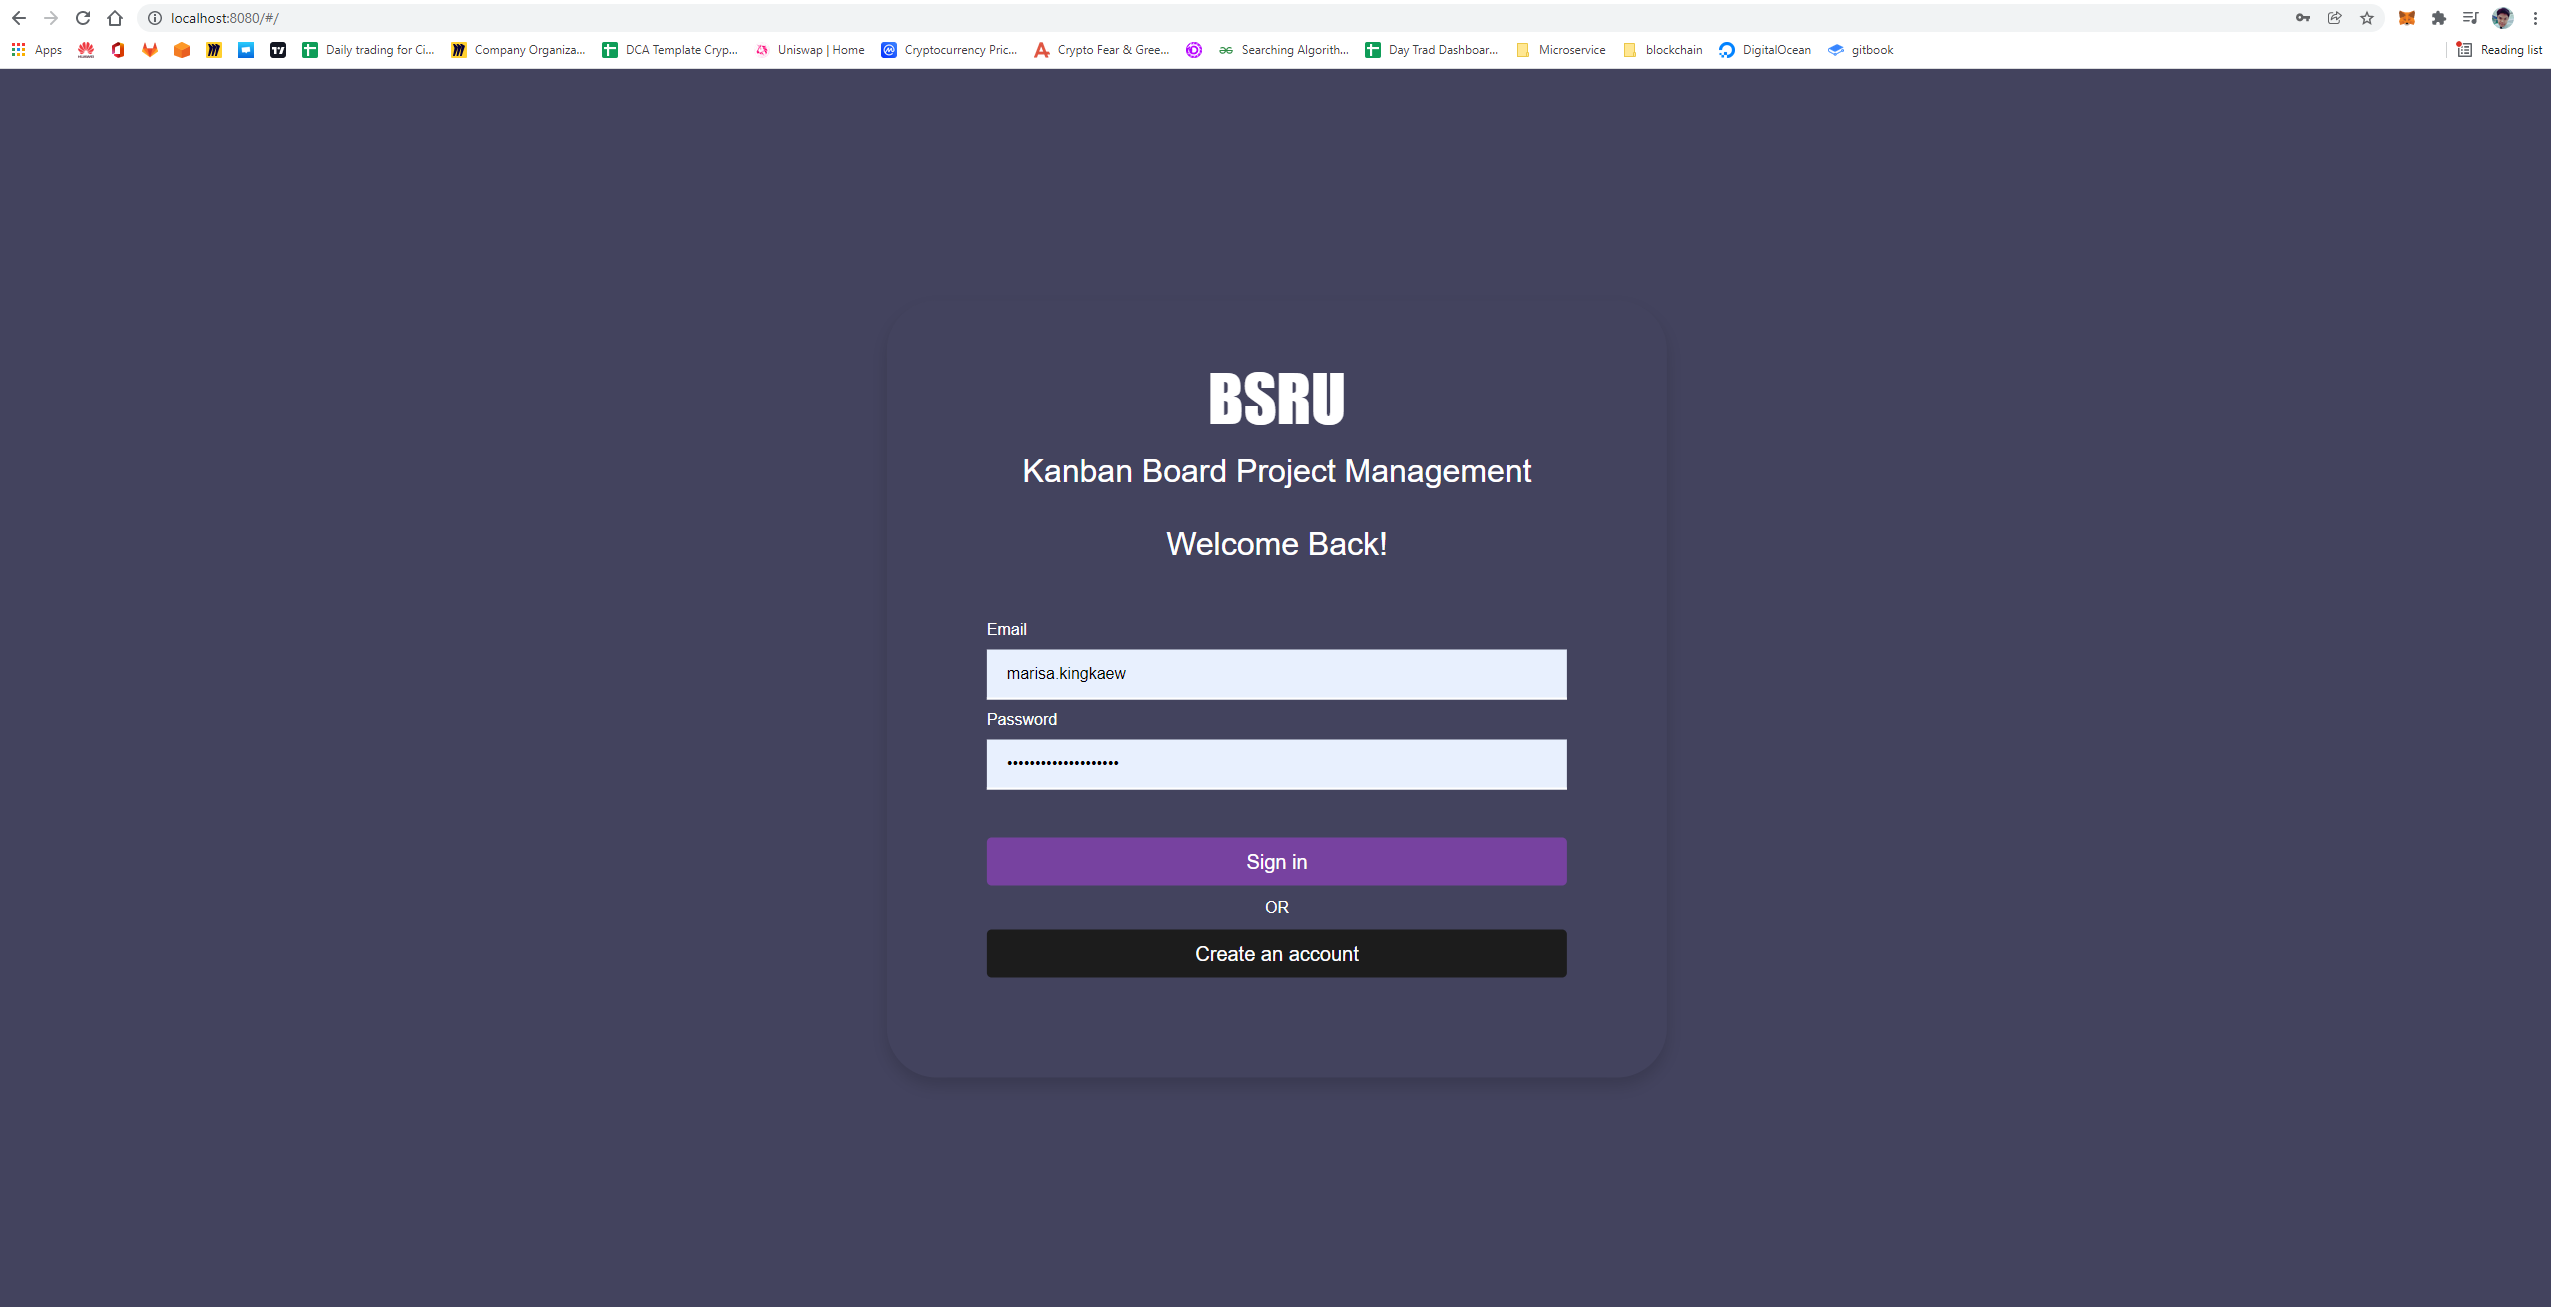 localhost:8080/#/
Apps Daily trading for Ci... Company Organiza... DCA Template Cryp... Uniswap | Home Cryptocurrency Pric... Crypto Fear & Gree... Searching Algorith... Day Trad Dashboar... Microservice blockchain DigitalOcean gitbook Reading list
BSRU
Kanban Board Project Management
Welcome Back!
Email
marisa.kingkaew
Password
Sign in
OR
Create an account